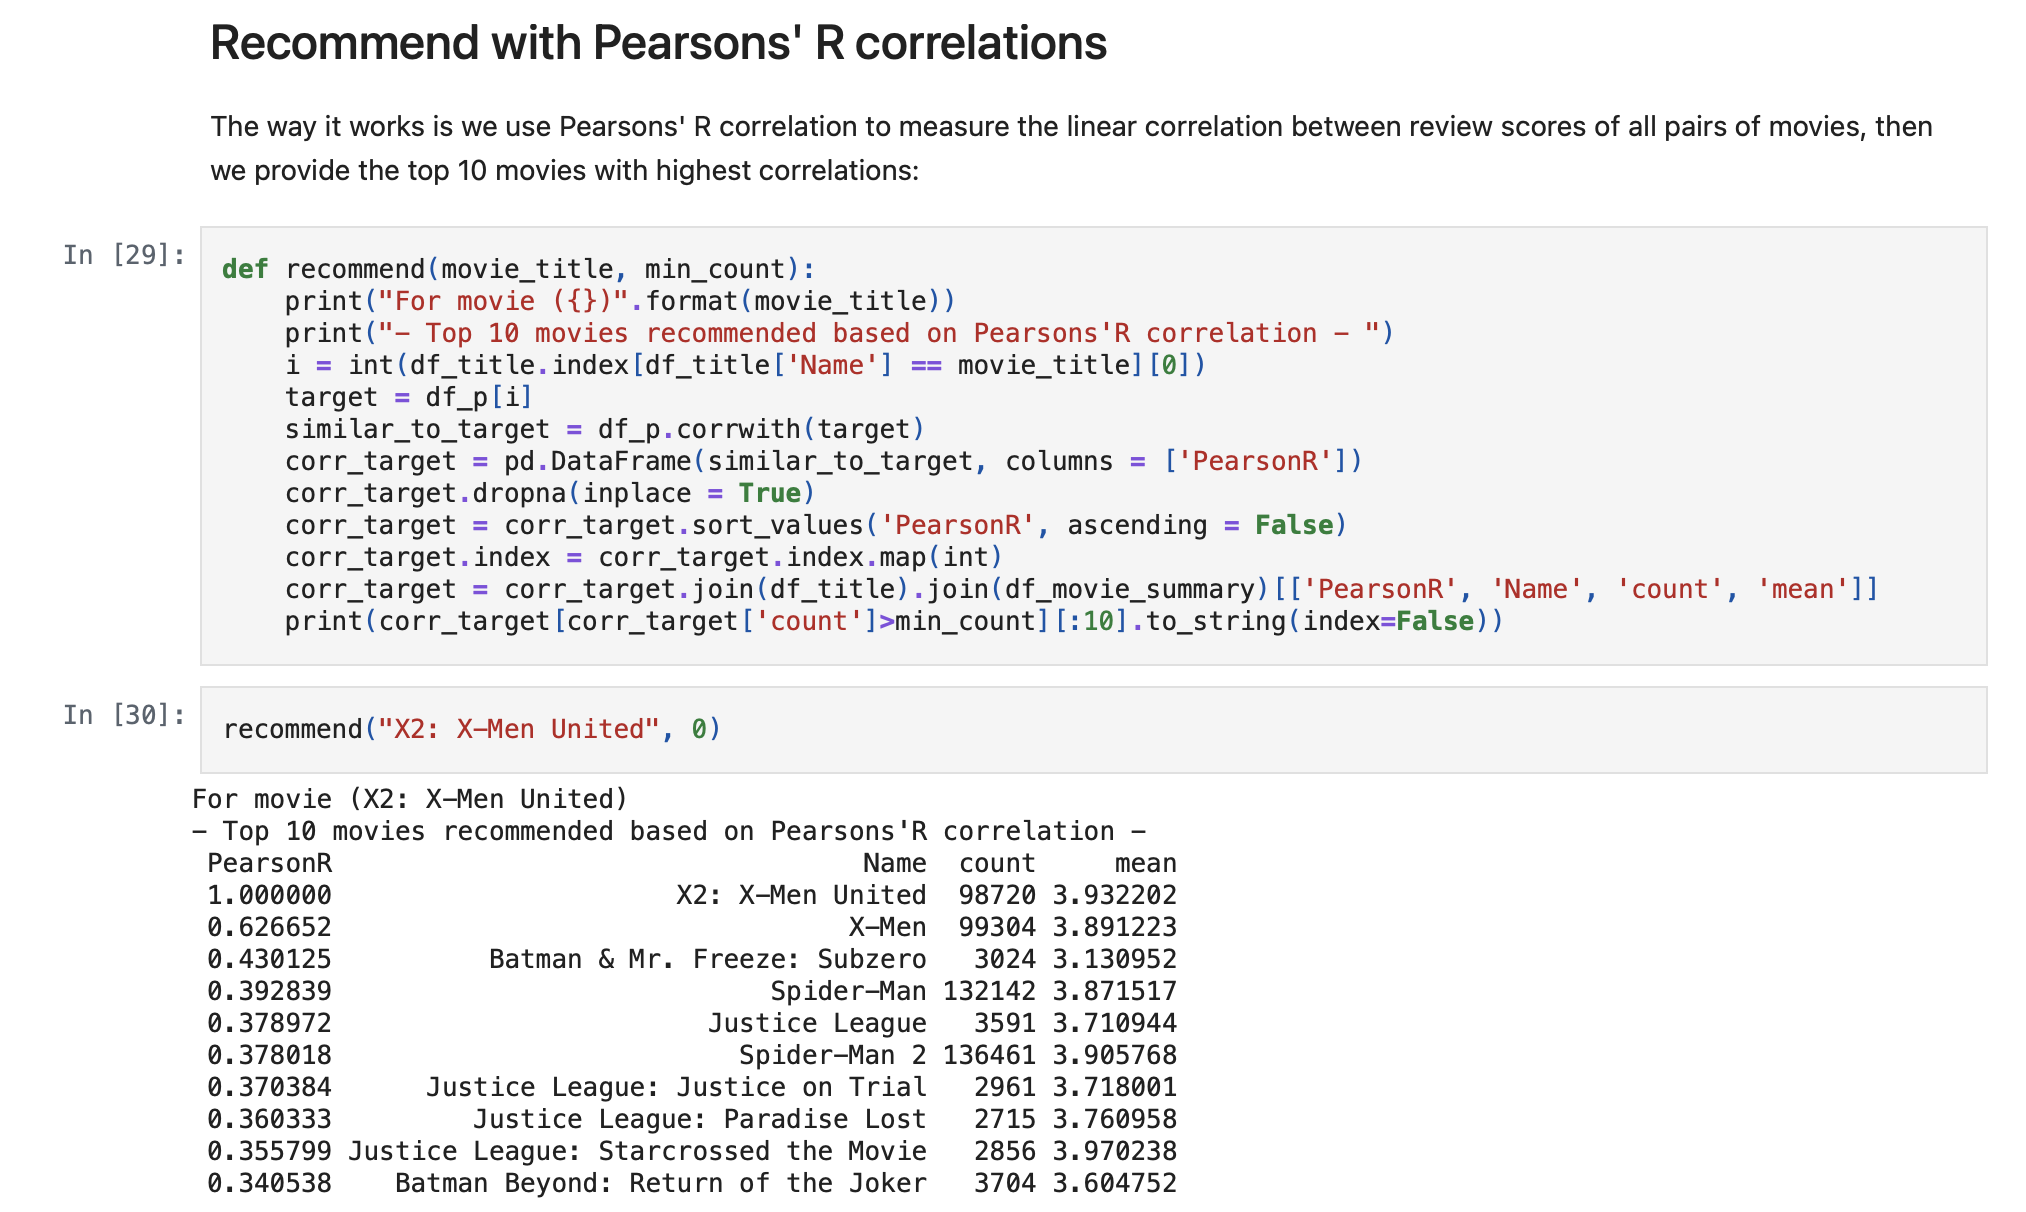 Recommend with Pearsons' R correlations
The way it works is we use Pearsons' R correlation to measure the linear correlation between review scores of all pairs of movies, then
we provide the top 10 movies with highest correlations:
In [29]:
def recommend(movie_title, min_count):
    print("For movie ({})".format(movie_title))
    print("- Top 10 movies recommended based on Pearsons'R correlation - ")
    i = int(df_title.index[df_title['Name'] == movie_title][0])
    target = df_p[i]
    similar_to_target = df_p.corrwith(target)
    corr_target = pd.DataFrame(similar_to_target, columns = ['PearsonR'])
    corr_target.dropna(inplace = True)
    corr_target = corr_target.sort_values('PearsonR', ascending = False)
    corr_target.index = corr_target.index.map(int)
    corr_target = corr_target.join(df_title).join(df_movie_summary)[['PearsonR', 'Name', 'count', 'mean']]
    print(corr_target[corr_target['count']>min_count][:10].to_string(index=False))
In [30]:
recommend("X2: X-Men United", 0)
For movie (X2: X-Men United)
- Top 10 movies recommended based on Pearsons'R correlation -
PearsonR Name count mean
1.000000 X2: X-Men United 98720 3.932202
0.626652 X-Men 99304 3.891223
0.430125 Batman & Mr. Freeze: Subzero 3024 3.130952
0.392839 Spider-Man 132142 3.871517
0.378972 Justice League 3591 3.710944
0.378018 Spider-Man 2 136461 3.905768
0.370384 Justice League: Justice on Trial 2961 3.718001
0.360333 Justice League: Paradise Lost 2715 3.760958
0.355799 Justice League: Starcrossed the Movie 2856 3.970238
0.340538 Batman Beyond: Return of the Joker 3704 3.604752